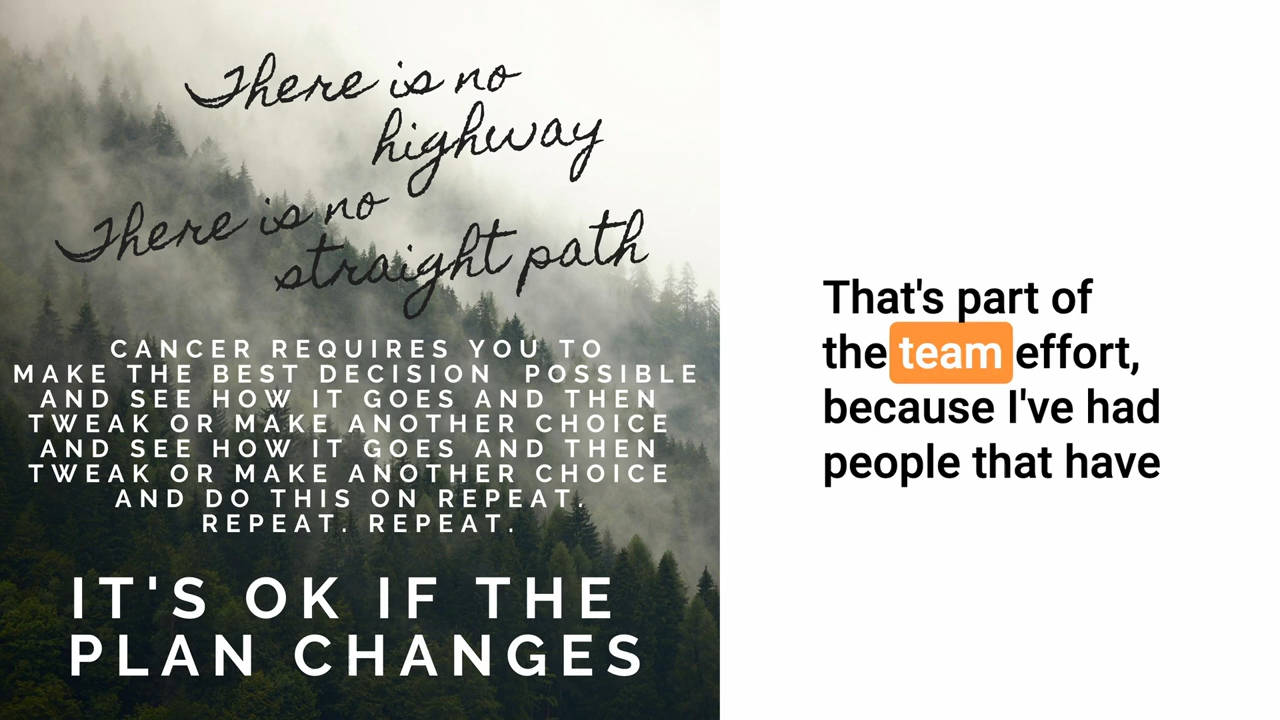 There is no
highway
There is no
straight path
CANCER REQUIRES YOU TO
MAKE THE BEST DECISION POSSIBLE
AND SEE HOW IT GOES AND THEN
TWEAK OR MAKE ANOTHER CHOICE
AND SEE HOW IT GOES AND THEN
TWEAK OR MAKE ANOTHER CHOICE
AND DO THIS ON REPEAT.
REPEAT. REPEAT.
IT'S OK IF THE
PLAN CHANGES
That's part of
the team effort,
because I've had
people that have